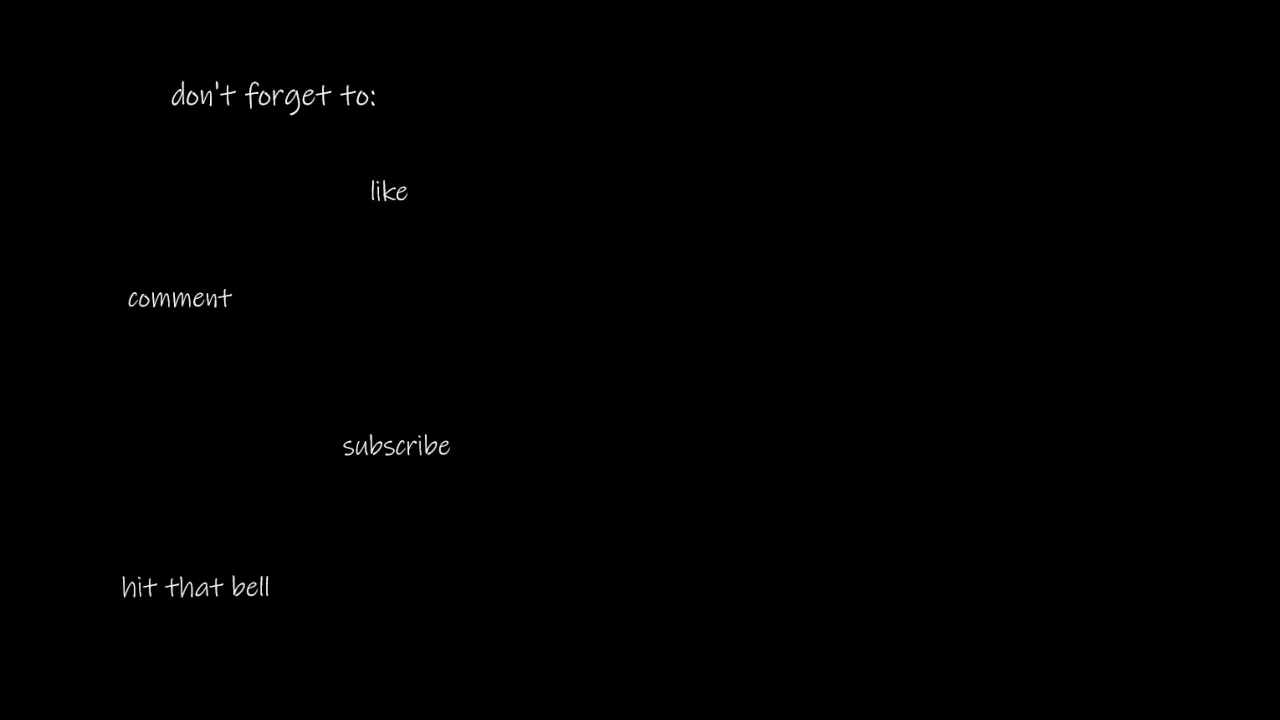 don't forget to:
like
comment
subscribe
hit that bell